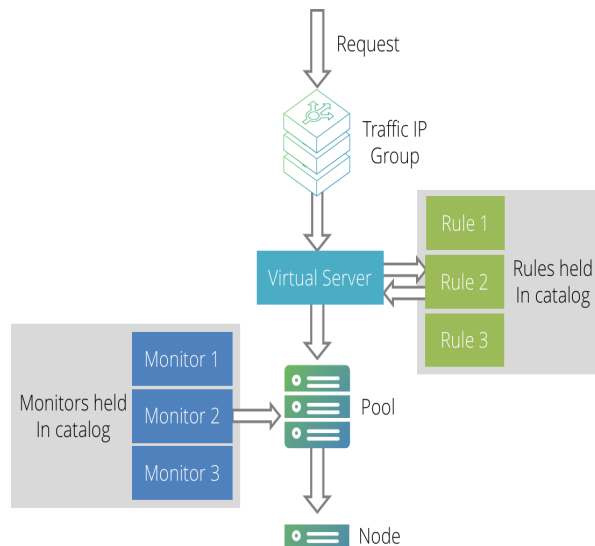 Request
Traffic IP
Group
Rule 1
Virtual Server
Rule 2
Rules held
In catalog
Rule 3
Monitor 1
Monitors held
In catalog
Monitor 2
Pool
Monitor 3
Node